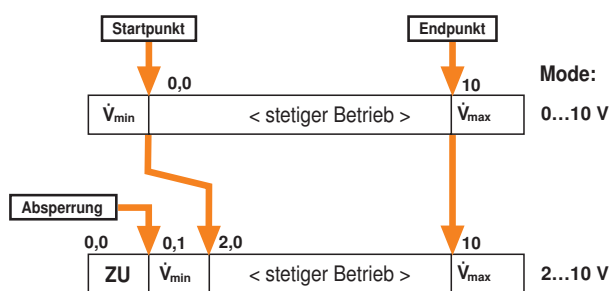 Startpunkt Endpunkt
0,0 10 Mode:
V̇min < stetiger Betrieb > V̇max 0...10 V
Absperrung
0,0 0,1 2,0 10
ZU V̇min < stetiger Betrieb > V̇max 2...10 V